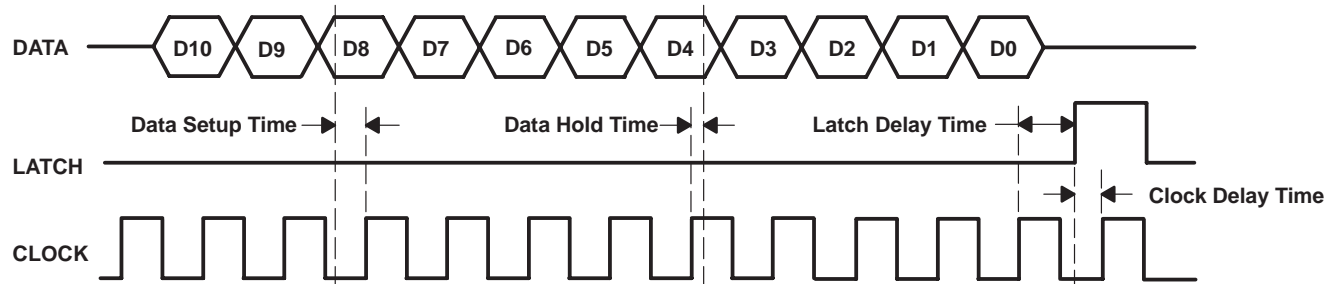 DATA D10 D9 D8 D7 D6 D5 D4 D3 D2 D1 D0
Data Setup Time Data Hold Time Latch Delay Time
LATCH
Clock Delay Time
CLOCK